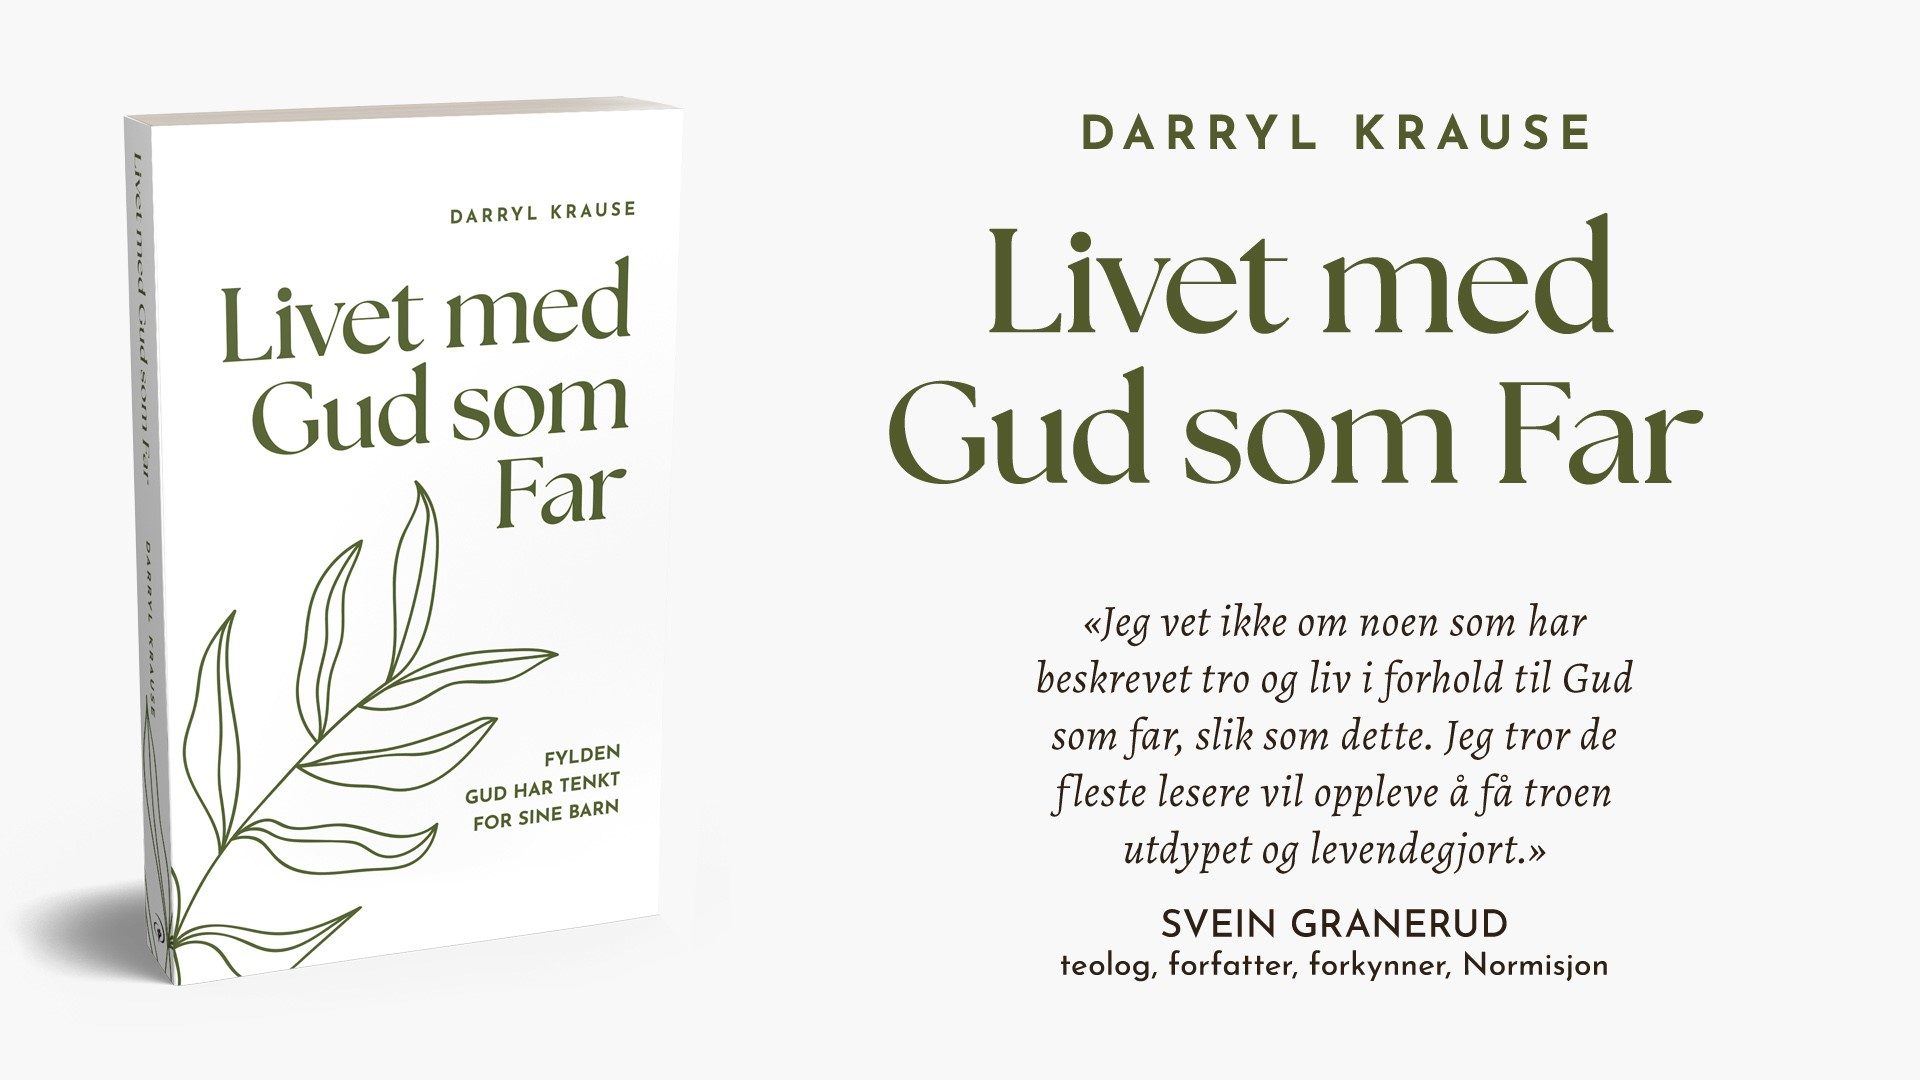 Livet med Gud som Far
DARRYL KRAUSE
DARRYL KRAUSE
Livet med
Gud som
Far
FYLDEN
GUD HAR TENKT
FOR SINE BARN
DARRYL KRAUSE
Livet med
Gud som Far
«Jeg vet ikke om noen som har
beskrevet tro og liv i forhold til Gud
som far, slik som dette. Jeg tror de
fleste lesere vil oppleve å få troen
utdypet og levendegjort.»
SVEIN GRANERUD
teolog, forfatter, forkynner, Normisjon